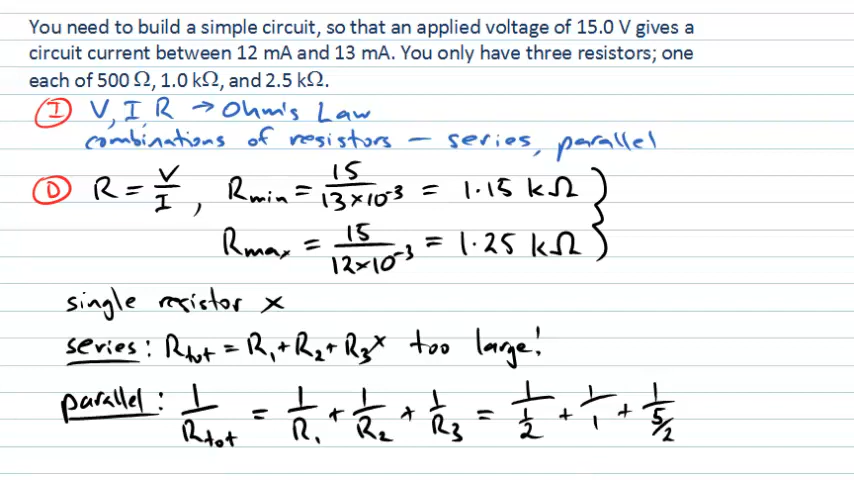 You need to build a simple circuit, so that an applied voltage of 15.0 V gives a
circuit current between 12 mA and 13 mA. You only have three resistors; one
each of 500 Ω, 1.0 kΩ, and 2.5 kΩ.
I V, I, R → Ohm's Law
combinations of resistors – series, parallel
D R = V/I , Rmin = 15/13×10⁻³ = 1.15 kΩ
Rmax = 15/12×10⁻³ = 1.25 kΩ
single resistor ×
series: Rtot = R₁+R₂+R₃× too large!
parallel: 1/Rtot = 1/R₁ + 1/R₂ + 1/R₃ = 1/(1/2) + 1/1 + 1/(5/2)